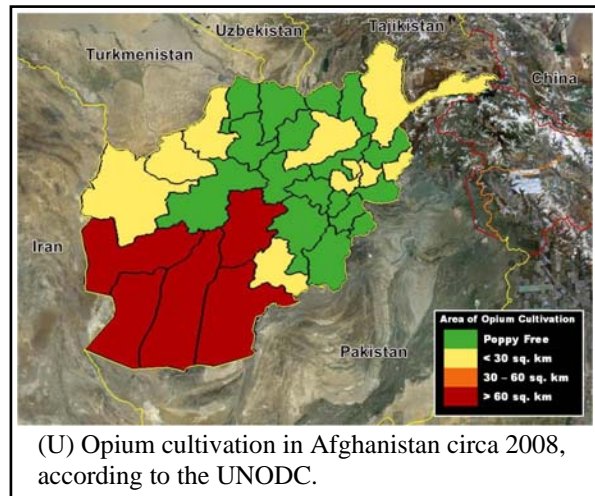 Uzbekistan
Tajikistan
Turkmenistan
China
Iran
Pakistan
Area of Opium Cultivation
Poppy Free
< 30 sq. km
30 – 60 sq. km
> 60 sq. km
(U) Opium cultivation in Afghanistan circa 2008,
according to the UNODC.